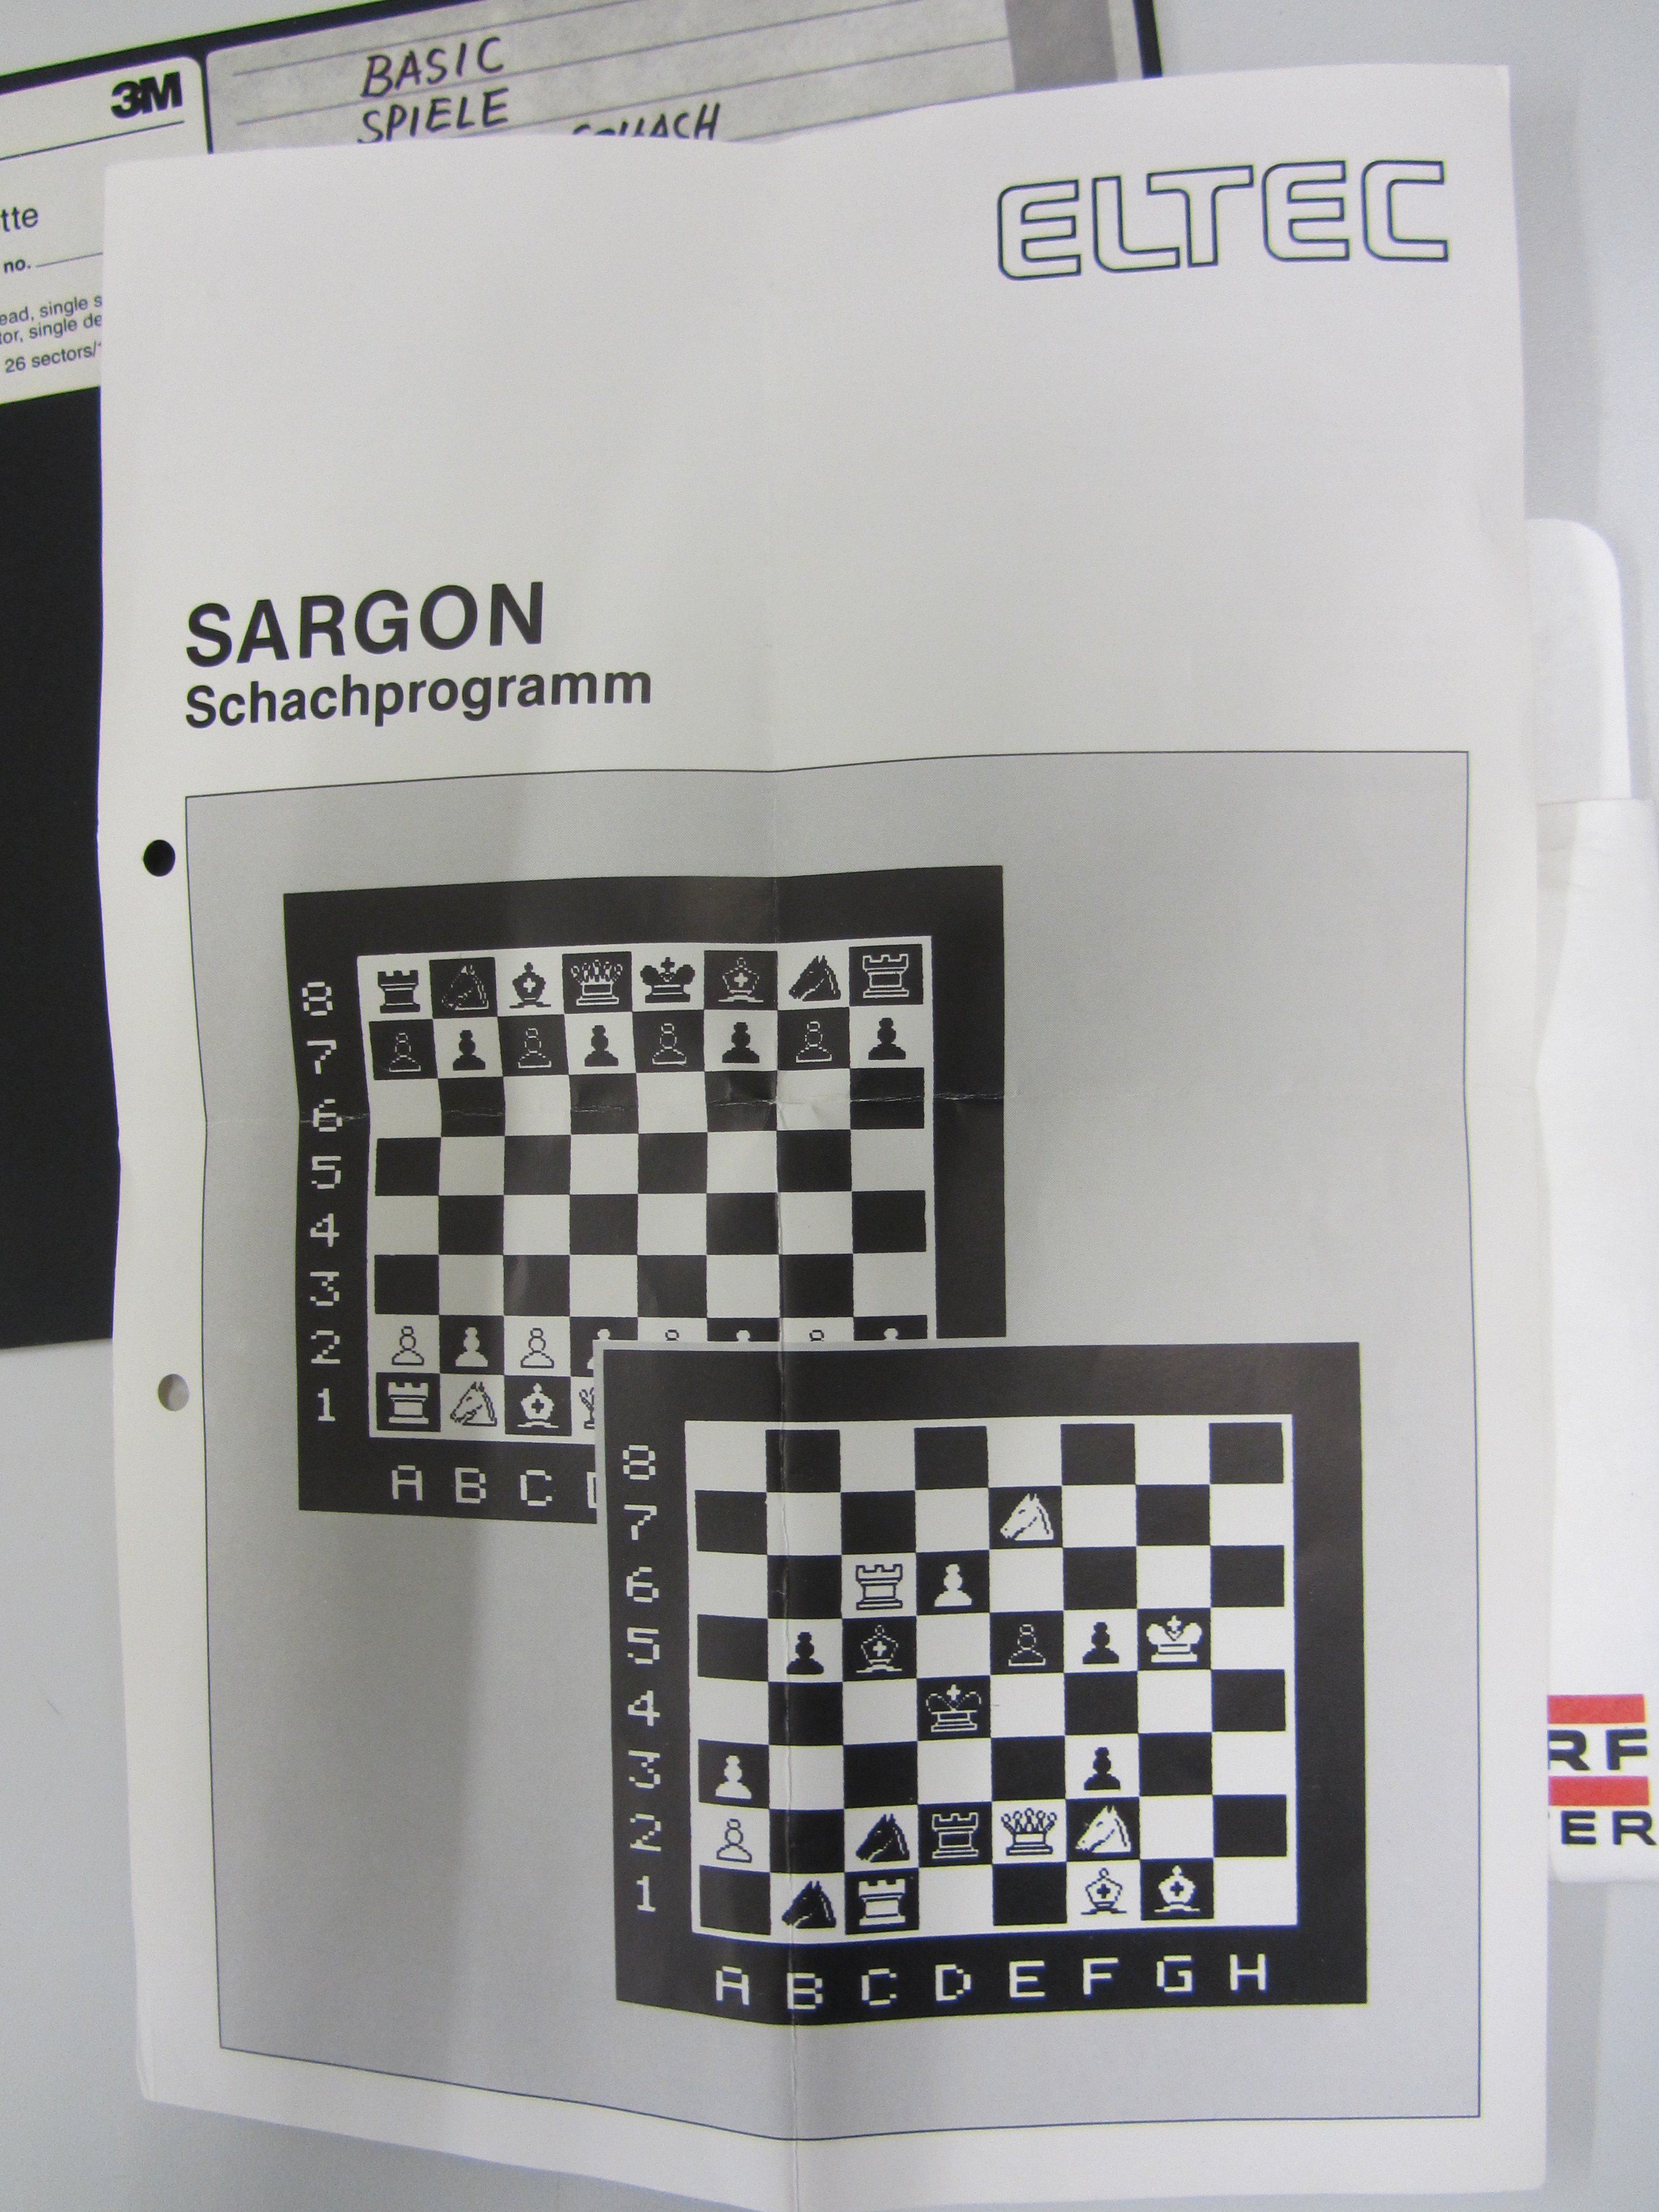 3M
BASIC
SPIELE
tte
no.
ead, single s
tor, single de
26 sectors/
ELTEC
SARGON
Schachprogramm
8
7
6
5
4
3
2
1
A B C
8
7
6
5
4
3
2
1
A B C D E F G H
RF
ER